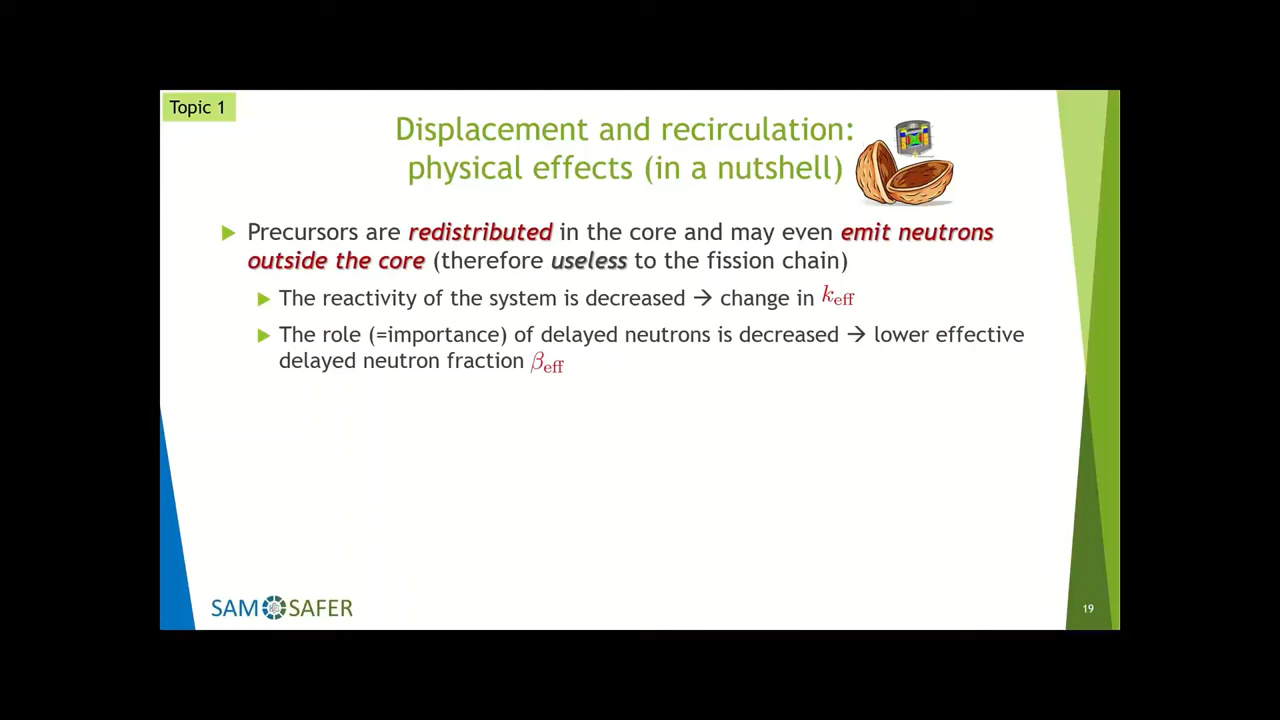 Topic 1
Displacement and recirculation:
physical effects (in a nutshell)
Precursors are redistributed in the core and may even emit neutrons
outside the core (therefore useless to the fission chain)
The reactivity of the system is decreased → change in k_eff
The role (=importance) of delayed neutrons is decreased → lower effective
delayed neutron fraction β_eff
SAM SAFER
19